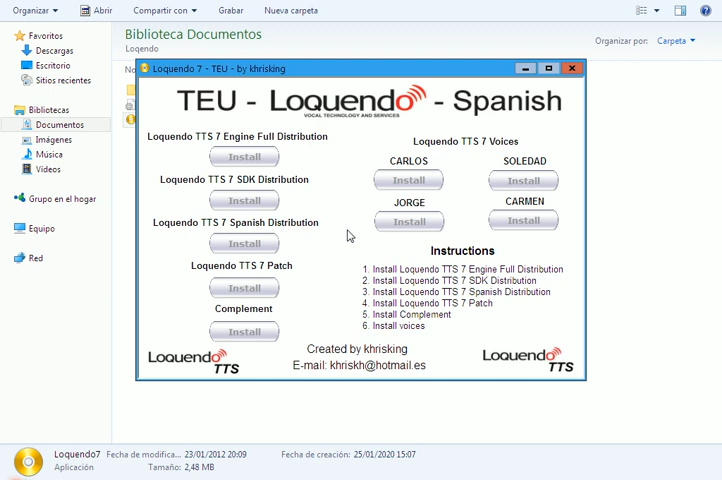 Organizar
Abrir
Compartir con
Grabar
Nueva carpeta
Favoritos
Descargas
Escritorio
Sitios recientes
Bibliotecas
Documentos
Imágenes
Música
Vídeos
Grupo en el hogar
Equipo
Red
Biblioteca Documentos
Loqendo
Organizar por: Carpeta
No
Loquendo 7 - TEU - by khrisking
TEU - Loquendo - Spanish
VOCAL TECHNOLOGY AND SERVICES
Loquendo TTS 7 Engine Full Distribution
Install
Loquendo TTS 7 SDK Distribution
Install
Loquendo TTS 7 Spanish Distribution
Install
Loquendo TTS 7 Patch
Install
Complement
Install
Loquendo TTS 7 Voices
CARLOS SOLEDAD
Install Install
JORGE CARMEN
Install Install
Instructions
1. Install Loquendo TTS 7 Engine Full Distribution
2. Install Loquendo TTS 7 SDK Distribution
3. Install Loquendo TTS 7 Spanish Distribution
4. Install Loquendo TTS 7 Patch
5. Install Complement
6. Install voices
Loquendo TTS
Created by khrisking
E-mail: khriskh@hotmail.es
Loquendo TTS
Loquendo7 Fecha de modifica... 23/01/2012 20:09 Fecha de creación: 25/01/2020 15:07
Aplicación Tamaño: 2,48 MB